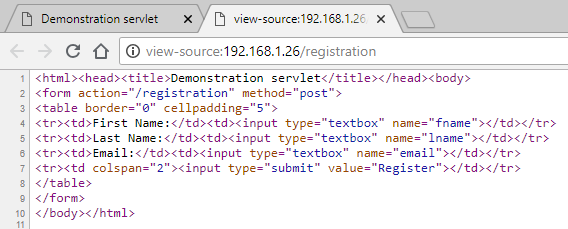 Demonstration servlet
view-source:192.168.1.26/
view-source:192.168.1.26/registration
1 <html><head><title>Demonstration servlet</title></head><body>
2 <form action="/registration" method="post">
3 <table border="0" cellpadding="5">
4 <tr><td>First Name:</td><td><input type="textbox" name="fname"></td></tr>
5 <tr><td>Last Name:</td><td><input type="textbox" name="lname"></td></tr>
6 <tr><td>Email:</td><td><input type="textbox" name="email"></td></tr>
7 <tr><td colspan="2"><input type="submit" value="Register"></td></tr>
8 </table>
9 </form>
10 </body></html>
11